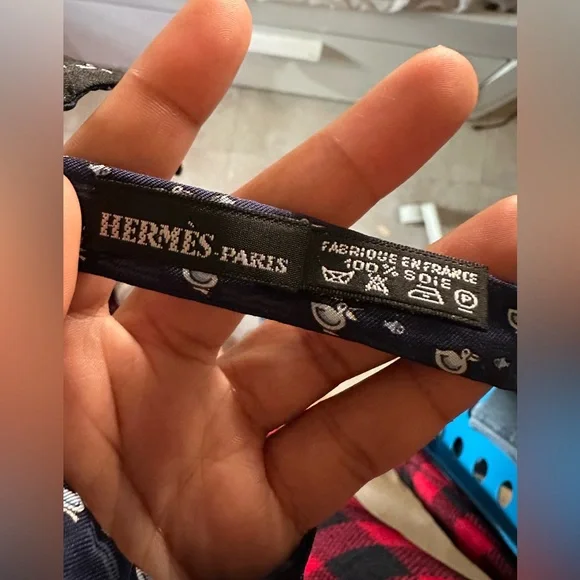 HERMÈS-PARIS
FABRIQUE EN FRANCE
100% SOIE
P